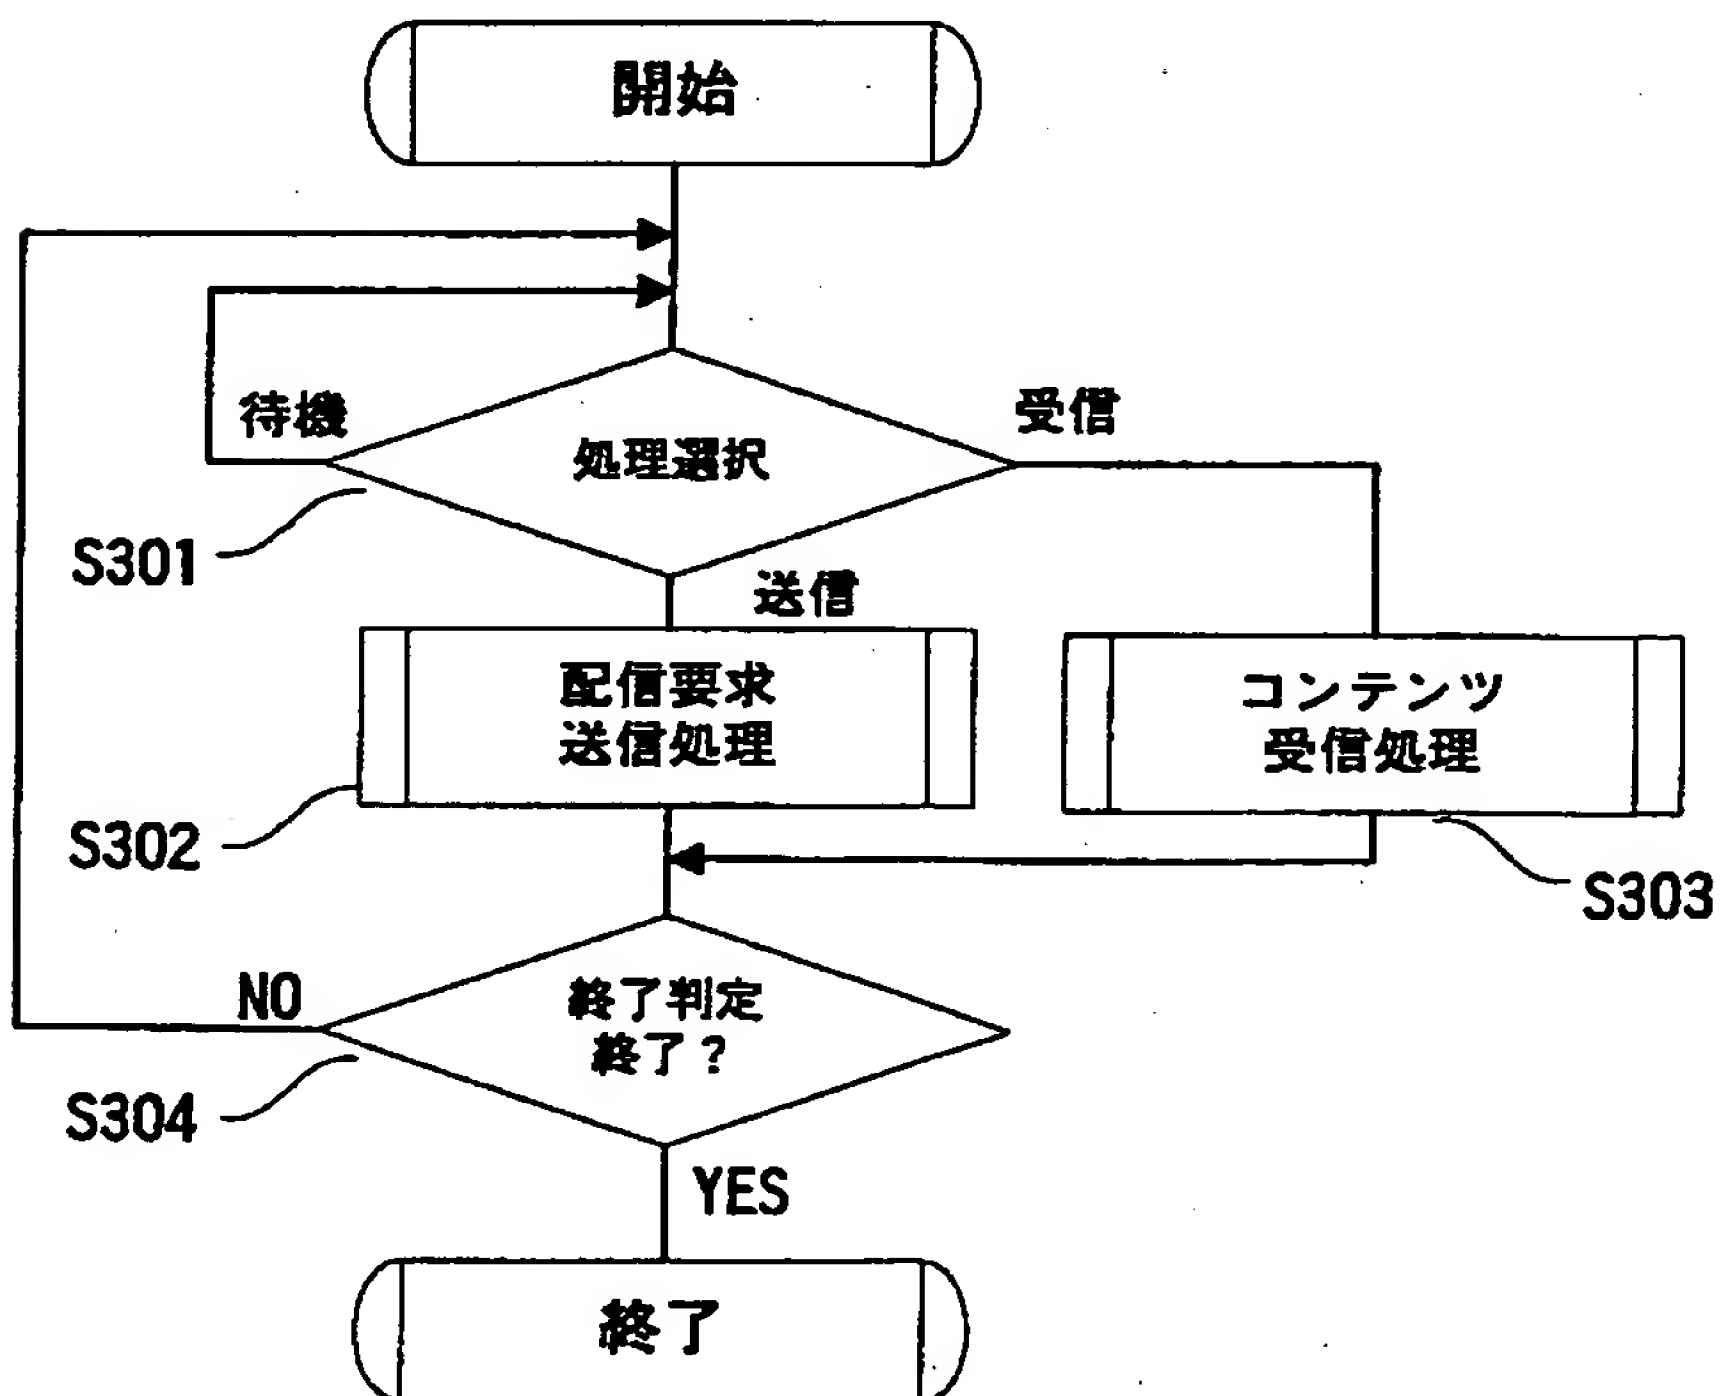 開始
待機
受信
処理選択
S301
送信
配信要求
送信処理
コンテンツ
受信処理
S302
S303
NO
終了判定
終了？
S304
YES
終了